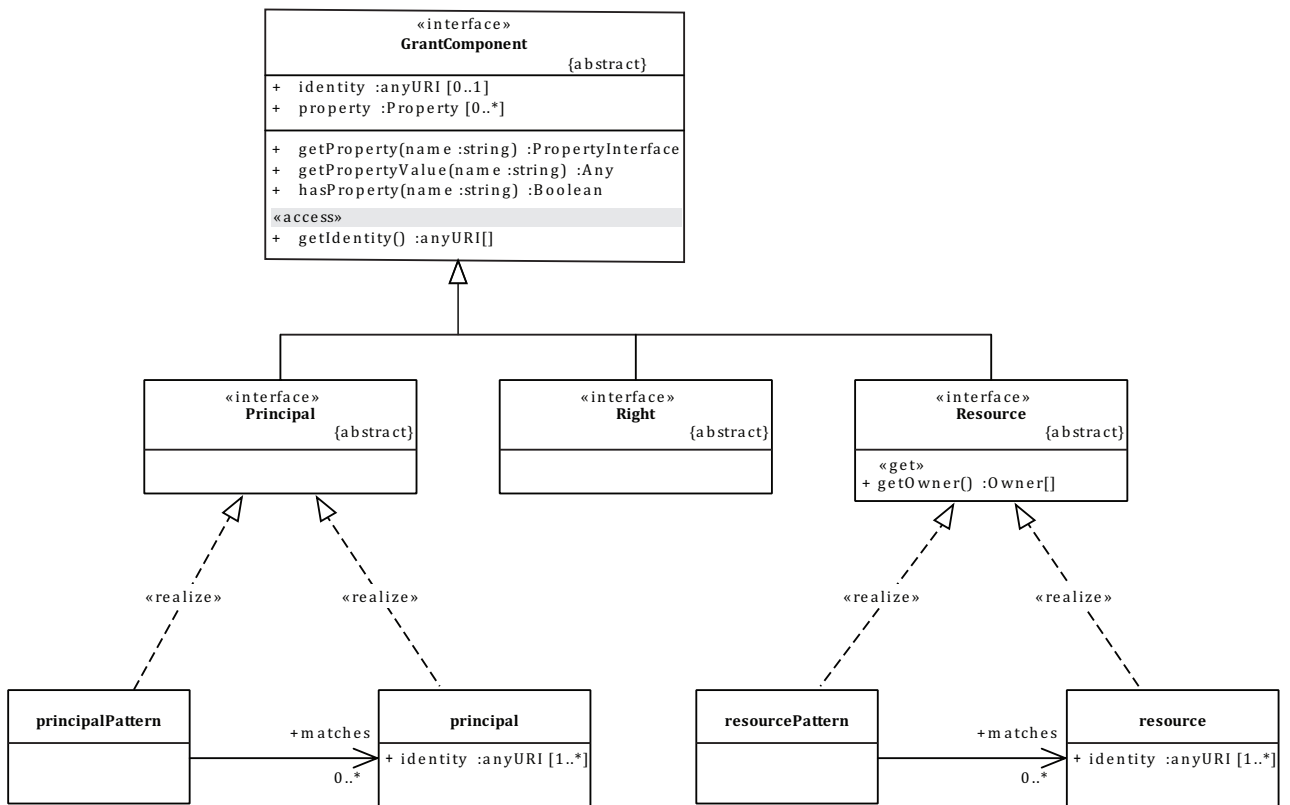 «interface»
GrantComponent
{abstract}
+ identity :anyURI [0..1]
+ property :Property [0..*]
+ getProperty(name :string) :PropertyInterface
+ getPropertyValue(name :string) :Any
+ hasProperty(name :string) :Boolean
«access»
+ getIdentity() :anyURI[]
«interface»
Principal
{abstract}
«interface»
Right
{abstract}
«interface»
Resource
{abstract}
«get»
+ getOwner() :Owner[]
«realize»
«realize»
«realize»
«realize»
principalPattern
+matches
0..*
principal
+ identity :anyURI [1..*]
resourcePattern
+matches
0..*
resource
+ identity :anyURI [1..*]